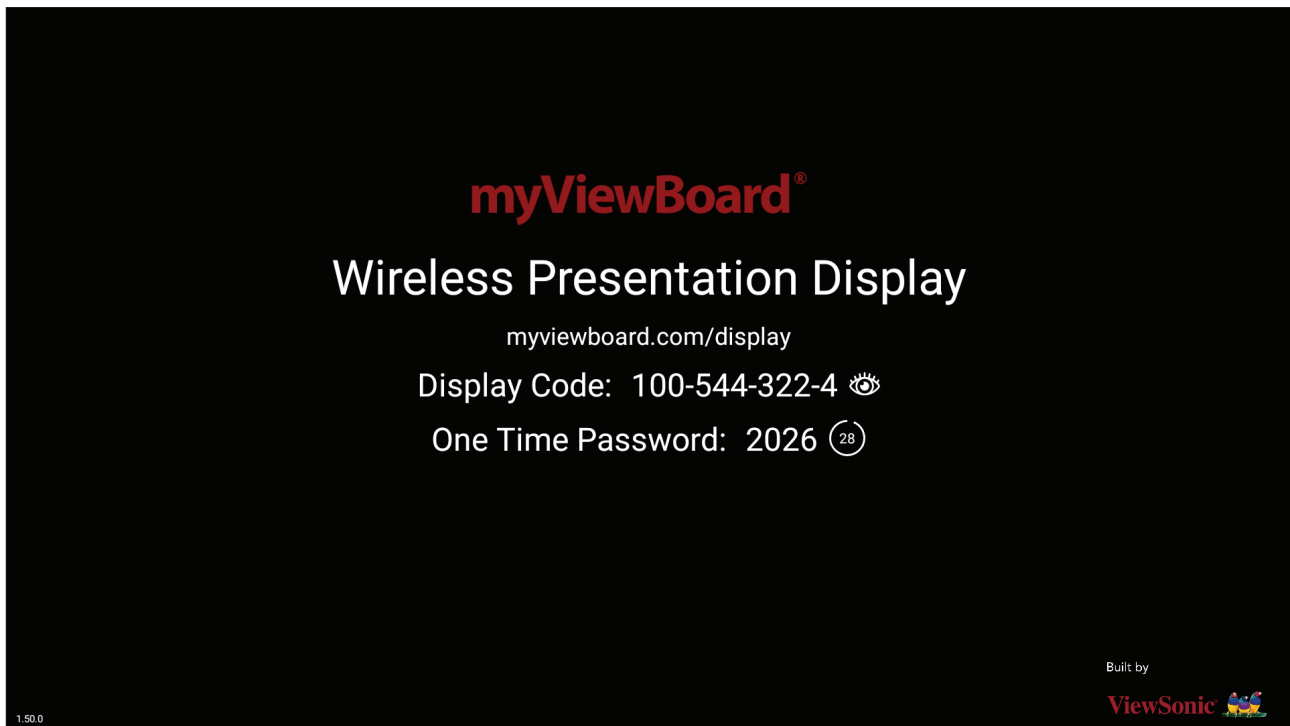 myViewBoard®
Wireless Presentation Display
myviewboard.com/display
Display Code: 100-544-322-4
One Time Password: 2026 28
Built by
ViewSonic®
1.50.0